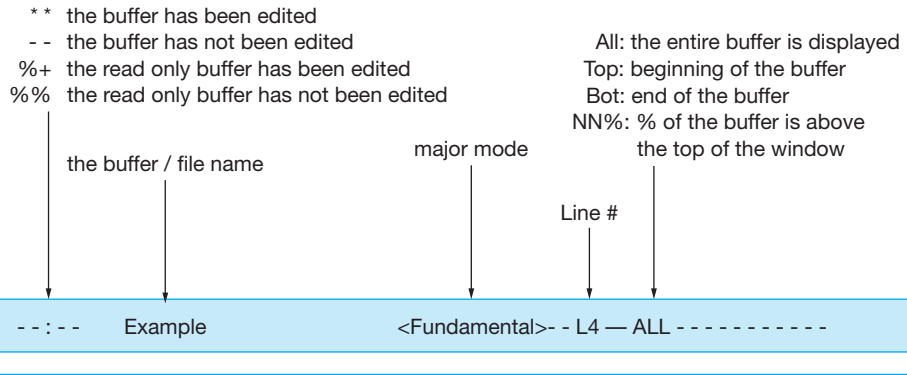 * * the buffer has been edited
- - the buffer has not been edited
%+ the read only buffer has been edited
%% the read only buffer has not been edited
All: the entire buffer is displayed
Top: beginning of the buffer
Bot: end of the buffer
NN%: % of the buffer is above
the top of the window
the buffer / file name
major mode
Line #
- - : - - Example <Fundamental>- - L4 — ALL - - - - - - - - - - -